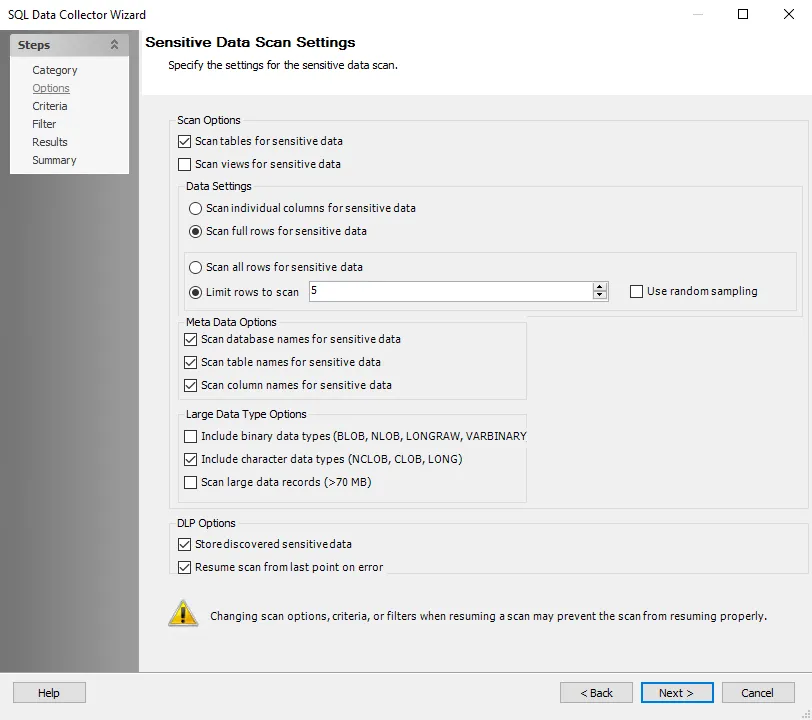 SQL Data Collector Wizard
Steps
Category
Options
Criteria
Filter
Results
Summary
Sensitive Data Scan Settings
Specify the settings for the sensitive data scan.
Scan Options
Scan tables for sensitive data
Scan views for sensitive data
Data Settings
Scan individual columns for sensitive data
Scan full rows for sensitive data
Scan all rows for sensitive data
Limit rows to scan 5 Use random sampling
Meta Data Options
Scan database names for sensitive data
Scan table names for sensitive data
Scan column names for sensitive data
Large Data Type Options
Include binary data types (BLOB, NLOB, LONGRAW, VARBINARY
Include character data types (NCLOB, CLOB, LONG)
Scan large data records (>70 MB)
DLP Options
Store discovered sensitive data
Resume scan from last point on error
Changing scan options, criteria, or filters when resuming a scan may prevent the scan from resuming properly.
Help < Back Next > Cancel